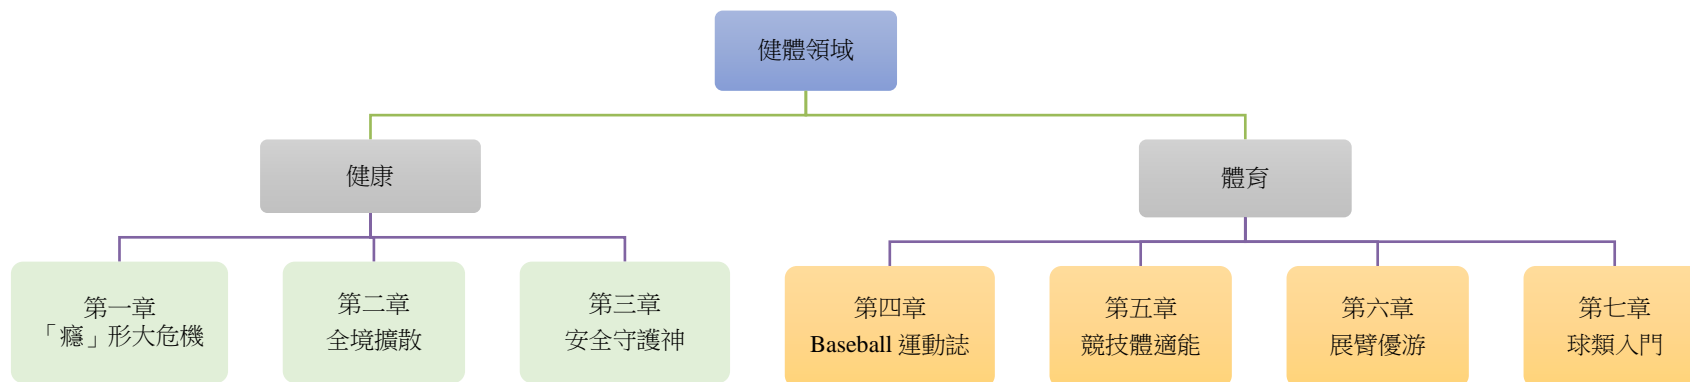 健體領域
健康
體育
第一章
「癮」形大危機
第二章
全境擴散
第三章
安全守護神
第四章
Baseball 運動誌
第五章
競技體適能
第六章
展臂優游
第七章
球類入門